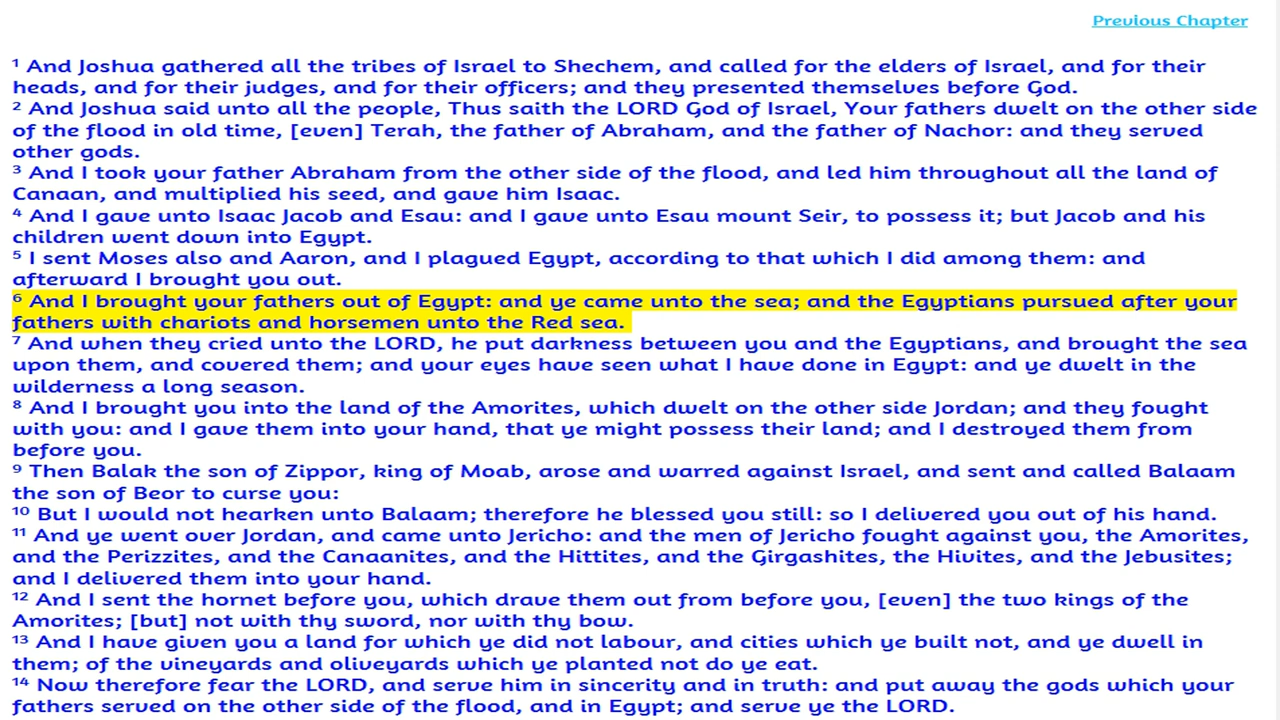 Previous Chapter
¹ And Joshua gathered all the tribes of Israel to Shechem, and called for the elders of Israel, and for their
heads, and for their judges, and for their officers; and they presented themselves before God.
² And Joshua said unto all the people, Thus saith the LORD God of Israel, Your fathers dwelt on the other side
of the flood in old time, [even] Terah, the father of Abraham, and the father of Nachor: and they served
other gods.
³ And I took your father Abraham from the other side of the flood, and led him throughout all the land of
Canaan, and multiplied his seed, and gave him Isaac.
⁴ And I gave unto Isaac Jacob and Esau: and I gave unto Esau mount Seir, to possess it; but Jacob and his
children went down into Egypt.
⁵ I sent Moses also and Aaron, and I plagued Egypt, according to that which I did among them: and
afterward I brought you out.
⁶ And I brought your fathers out of Egypt: and ye came unto the sea; and the Egyptians pursued after your
fathers with chariots and horsemen unto the Red sea.
⁷ And when they cried unto the LORD, he put darkness between you and the Egyptians, and brought the sea
upon them, and covered them; and your eyes have seen what I have done in Egypt: and ye dwelt in the
wilderness a long season.
⁸ And I brought you into the land of the Amorites, which dwelt on the other side Jordan; and they fought
with you: and I gave them into your hand, that ye might possess their land; and I destroyed them from
before you.
⁹ Then Balak the son of Zippor, king of Moab, arose and warred against Israel, and sent and called Balaam
the son of Beor to curse you:
¹⁰ But I would not hearken unto Balaam; therefore he blessed you still: so I delivered you out of his hand.
¹¹ And ye went over Jordan, and came unto Jericho: and the men of Jericho fought against you, the Amorites,
and the Perizzites, and the Canaanites, and the Hittites, and the Girgashites, the Hivites, and the Jebusites;
and I delivered them into your hand.
¹² And I sent the hornet before you, which drave them out from before you, [even] the two kings of the
Amorites; [but] not with thy sword, nor with thy bow.
¹³ And I have given you a land for which ye did not labour, and cities which ye built not, and ye dwell in
them; of the vineyards and oliveyards which ye planted not do ye eat.
¹⁴ Now therefore fear the LORD, and serve him in sincerity and in truth: and put away the gods which your
fathers served on the other side of the flood, and in Egypt; and serve ye the LORD.